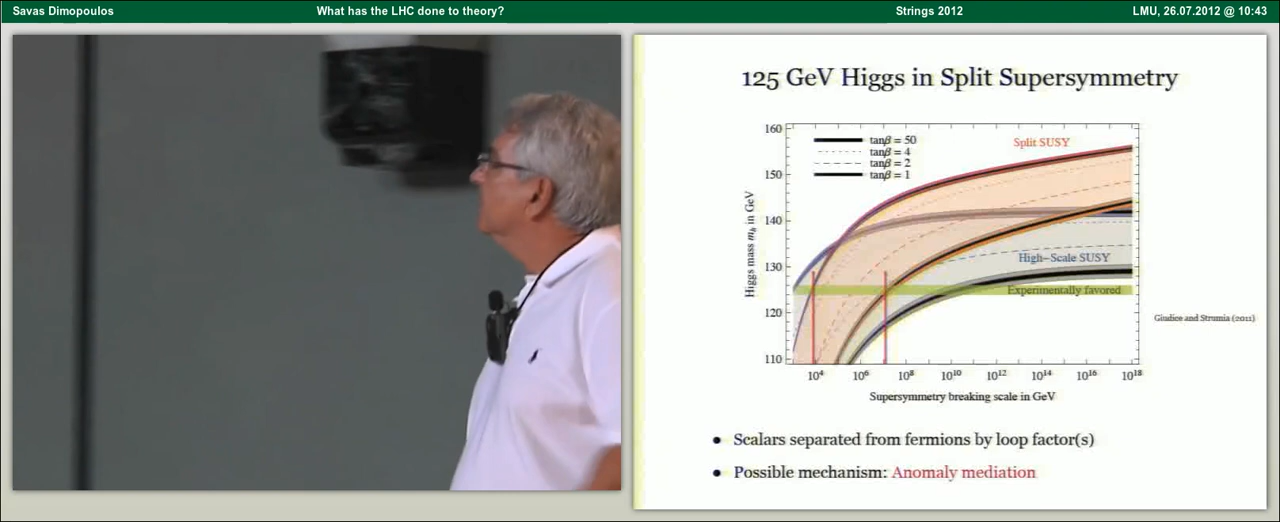 Savas Dimopoulos
What has the LHC done to theory?
Strings 2012
LMU, 26.07.2012 @ 10:43
125 GeV Higgs in Split Supersymmetry
160
150
140
130
120
110
Higgs mass mh in GeV
tanβ = 50
tanβ = 4
tanβ = 2
tanβ = 1
Split SUSY
High–Scale SUSY
Experimentally favored
10⁴ 10⁶ 10⁸ 10¹⁰ 10¹² 10¹⁴ 10¹⁶ 10¹⁸
Supersymmetry breaking scale in GeV
Giudice and Strumia (2011)
• Scalars separated from fermions by loop factor(s)
• Possible mechanism: Anomaly mediation